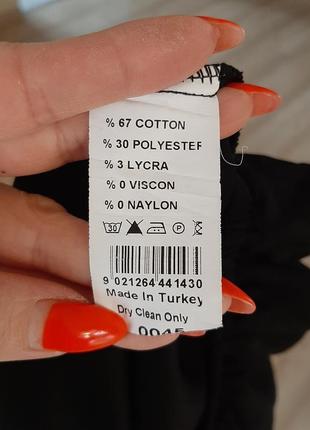 % 67 COTTON
% 30 POLYESTER
% 3 LYCRA
% 0 VISCON
% 0 NAYLON
30 P
9 021264 441430
Made In Turkey
Dry Clean Only
0045